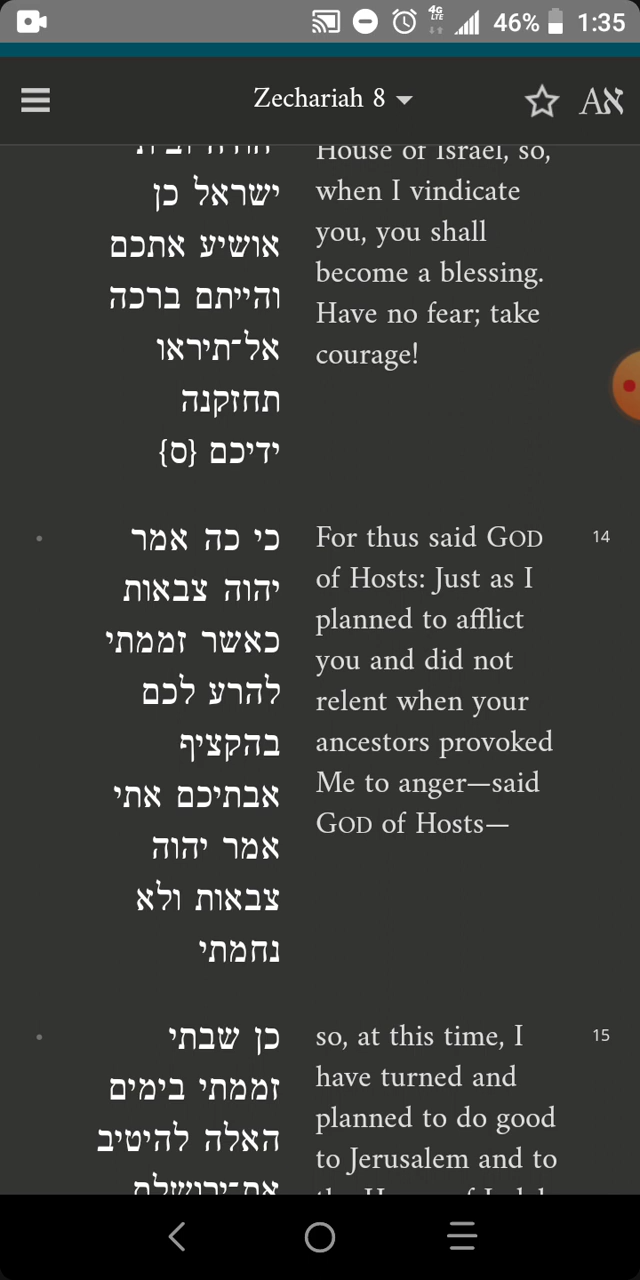 4G
LTE
46%
1:35
Zechariah 8
Aא
ישראל כן
אושיע אתכם
והייתם ברכה
אל־תיראו
תחזקנה
ידיכם {ס}
House of Israel, so,
when I vindicate
you, you shall
become a blessing.
Have no fear; take
courage!
כי כה אמר
יהוה צבאות
כאשר זממתי
להרע לכם
בהקציף
אבתיכם אתי
אמר יהוה
צבאות ולא
נחמתי
For thus said GOD
of Hosts: Just as I
planned to afflict
you and did not
relent when your
ancestors provoked
Me to anger—said
GOD of Hosts—
14
כן שבתי
זממתי בימים
האלה להיטיב
את־ירושלם
so, at this time, I
have turned and
planned to do good
to Jerusalem and to
15